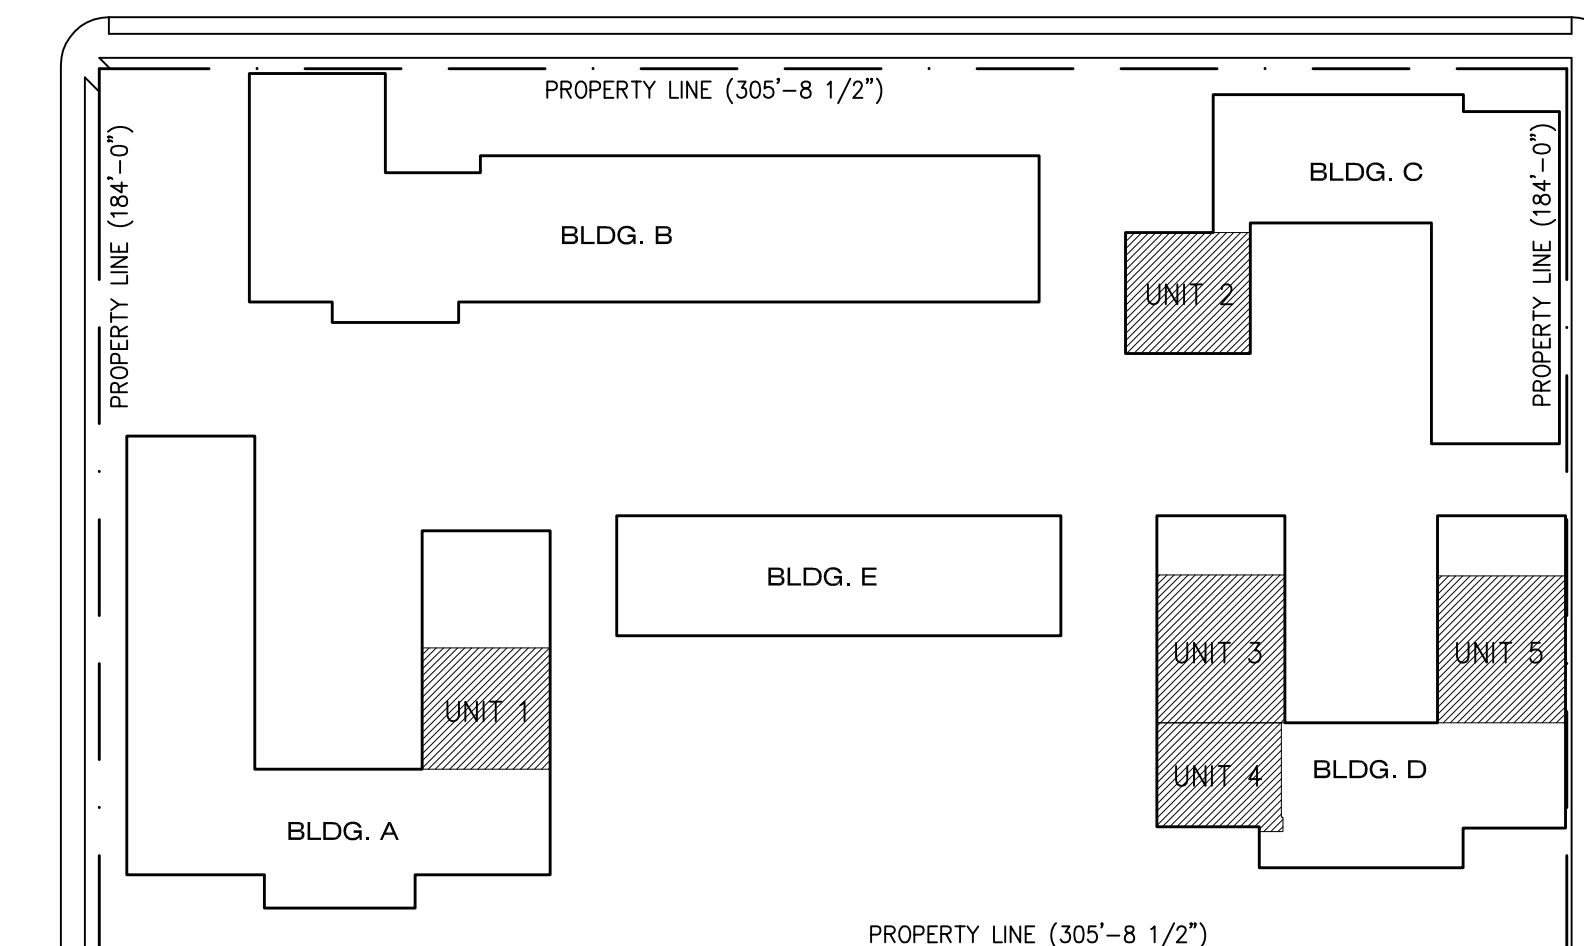 PROPERTY LINE (305'-8 1/2")
PROPERTY LINE (184'-0")
PROPERTY LINE (184'-0")
BLDG. C
BLDG. B
UNIT 2
BLDG. E
UNIT 3
UNIT 5
UNIT 1
BLDG. D
UNIT 4
BLDG. A
PROPERTY LINE (305'-8 1/2")